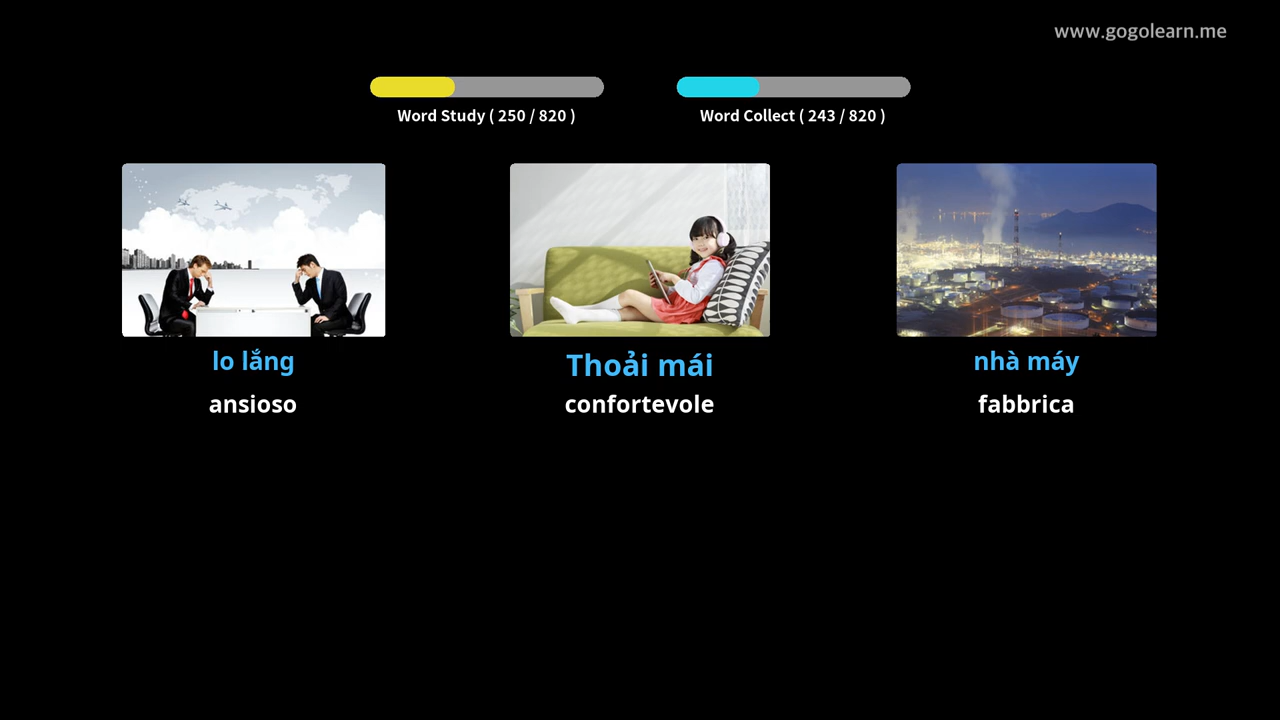 www.gogolearn.me
Word Study ( 250 / 820 )
Word Collect ( 243 / 820 )
lo lắng
Thoải mái
nhà máy
ansioso
confortevole
fabbrica